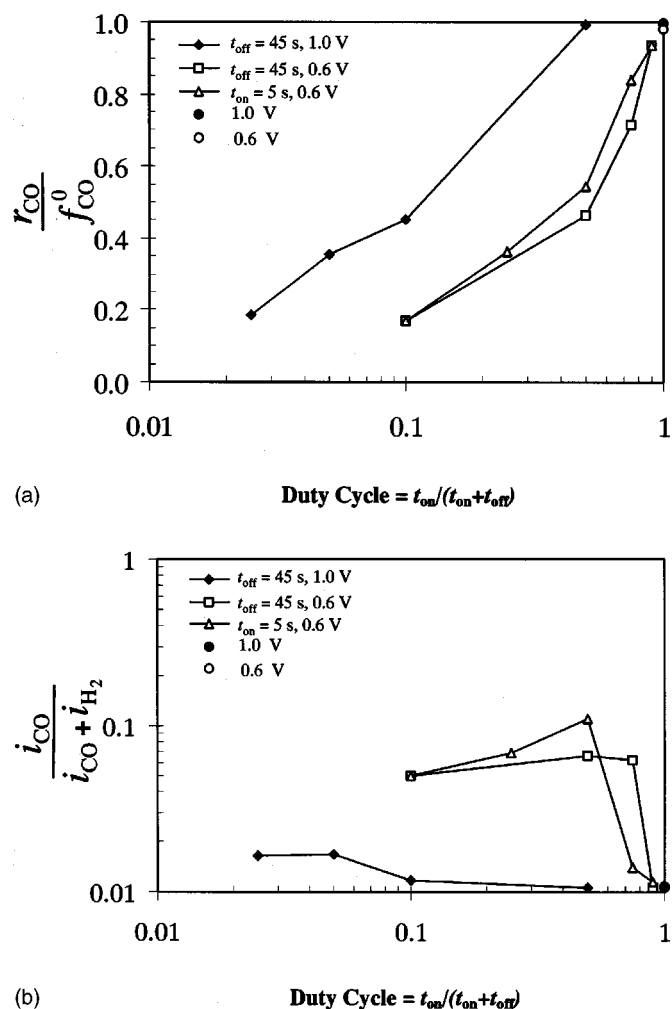 1.0
0.8
0.6
0.4
0.2
0.0
r_CO
f⁰_CO
t_off = 45 s, 1.0 V
t_off = 45 s, 0.6 V
t_on = 5 s, 0.6 V
1.0 V
0.6 V
0.01
0.1
1
(a)
Duty Cycle = t_on/(t_on+t_off)
1
0.1
0.01
i_CO
i_CO + i_H₂
t_off = 45 s, 1.0 V
t_off = 45 s, 0.6 V
t_on = 5 s, 0.6 V
1.0 V
0.6 V
0.01
0.1
1
(b)
Duty Cycle = t_on/(t_on+t_off)